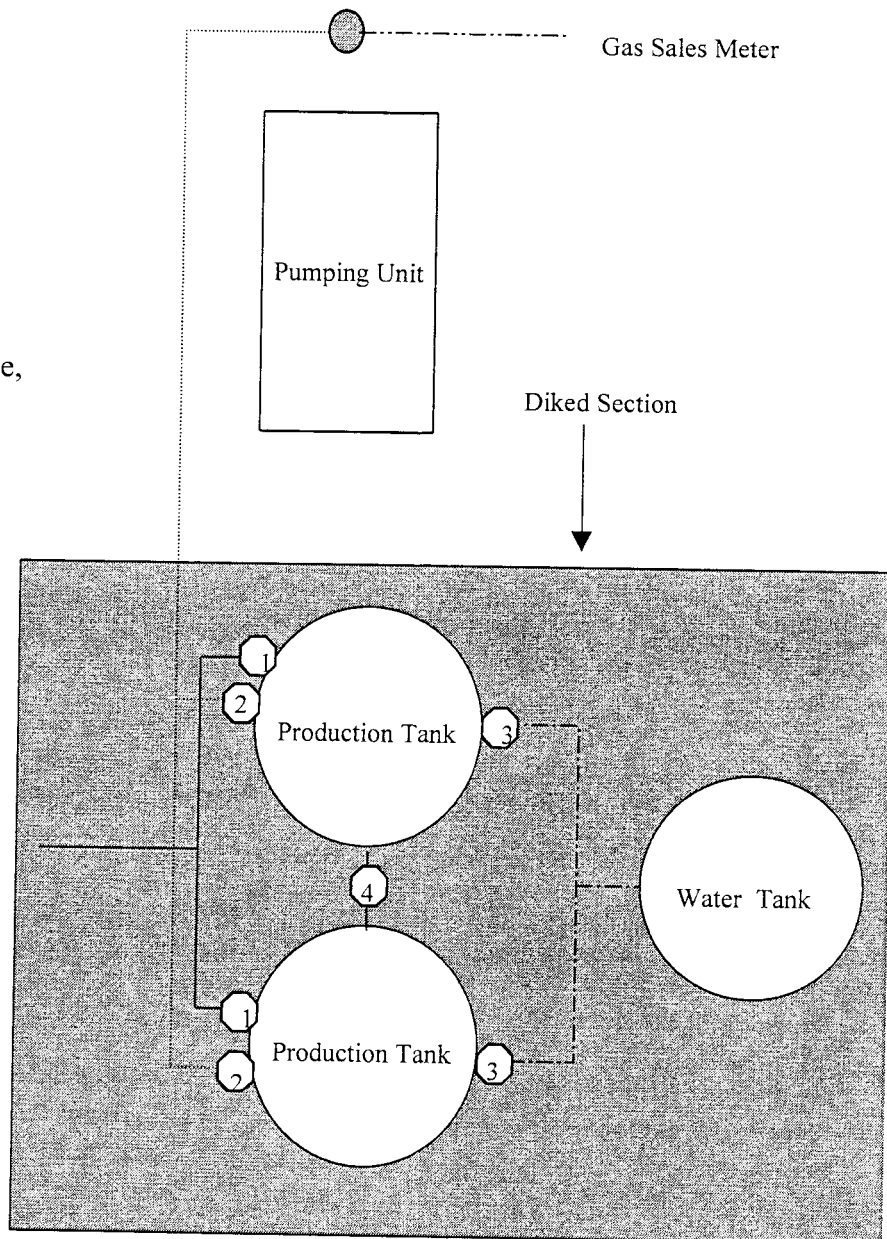 Gas Sales Meter
Pumping Unit
e,
Diked Section
1
2
Production Tank
3
4
Water Tank
1
Production Tank
2
3